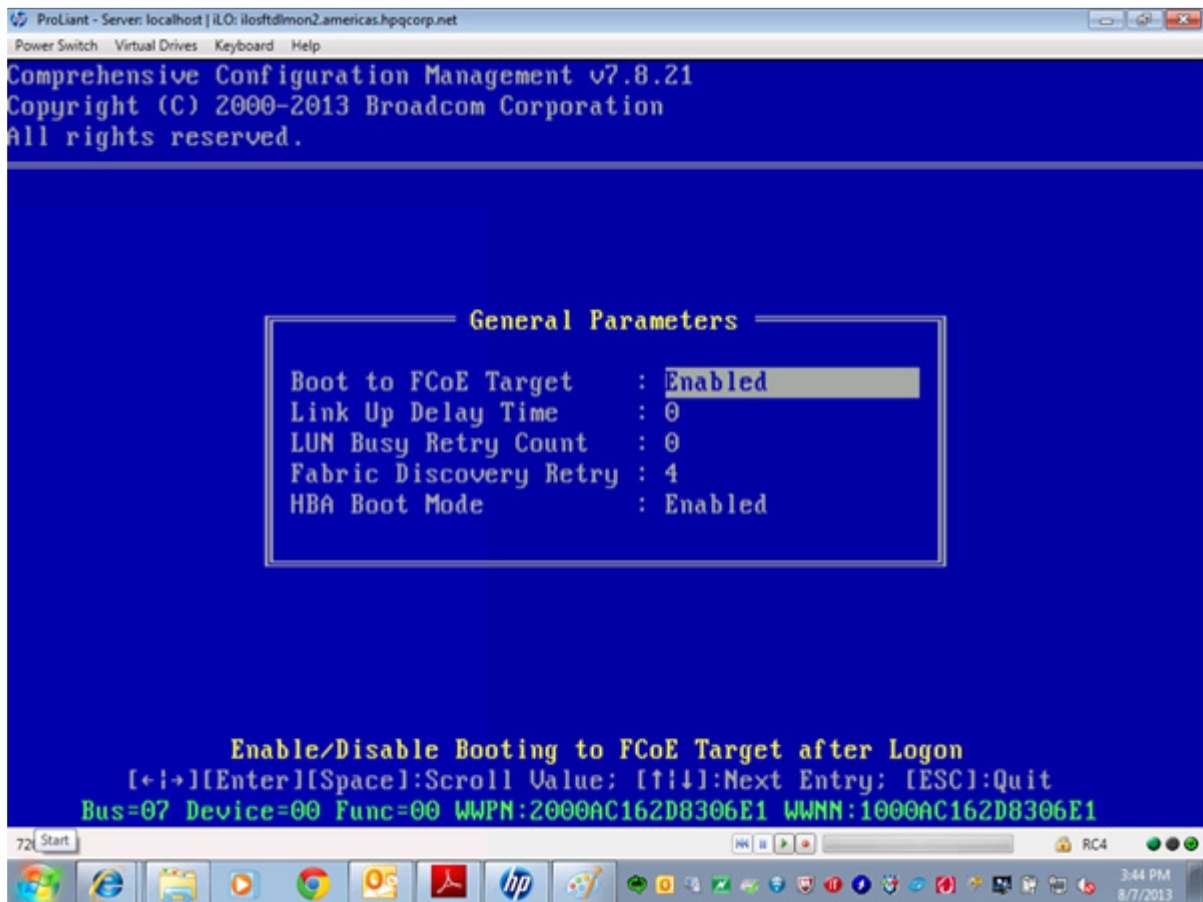 ProLiant - Server: localhost | iLO: ilosftdlmon2.americas.hpqcorp.net
Power Switch Virtual Drives Keyboard Help
Comprehensive Configuration Management v7.8.21
Copyright (C) 2000-2013 Broadcom Corporation
All rights reserved.
General Parameters
Boot to FCoE Target : Enabled
Link Up Delay Time : 0
LUN Busy Retry Count : 0
Fabric Discovery Retry : 4
HBA Boot Mode : Enabled
Enable/Disable Booting to FCoE Target after Logon
[←¦→][Enter][Space]:Scroll Value; [↑¦↓]:Next Entry; [ESC]:Quit
Bus=07 Device=00 Func=00 WWPN:2000AC162D8306E1 WWNN:1000AC162D8306E1
Start RC4
hp 3:44 PM
8/7/2013